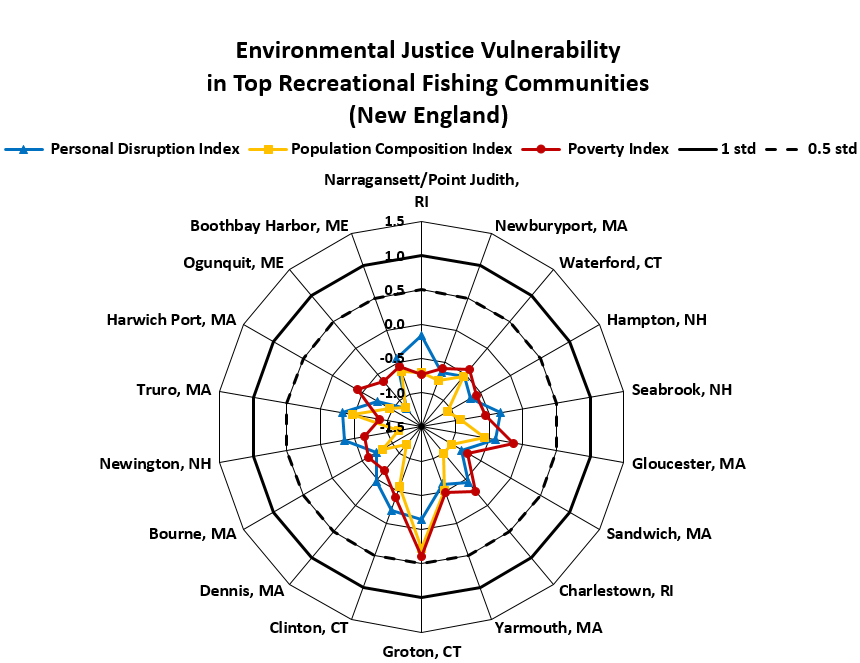 Environmental Justice Vulnerability
in Top Recreational Fishing Communities
(New England)
Personal Disruption Index
Population Composition Index
Poverty Index
1 std
0.5 std
Narragansett/Point Judith,
RI
Boothbay Harbor, ME
1.5
Newburyport, MA
Ogunquit, ME
1.0
Waterford, CT
0.5
Harwich Port, MA
0.0
Hampton, NH
-0.5
Truro, MA
-1.0
Seabrook, NH
-1.5
Newington, NH
Gloucester, MA
Bourne, MA
Sandwich, MA
Dennis, MA
Charlestown, RI
Clinton, CT
Yarmouth, MA
Groton, CT